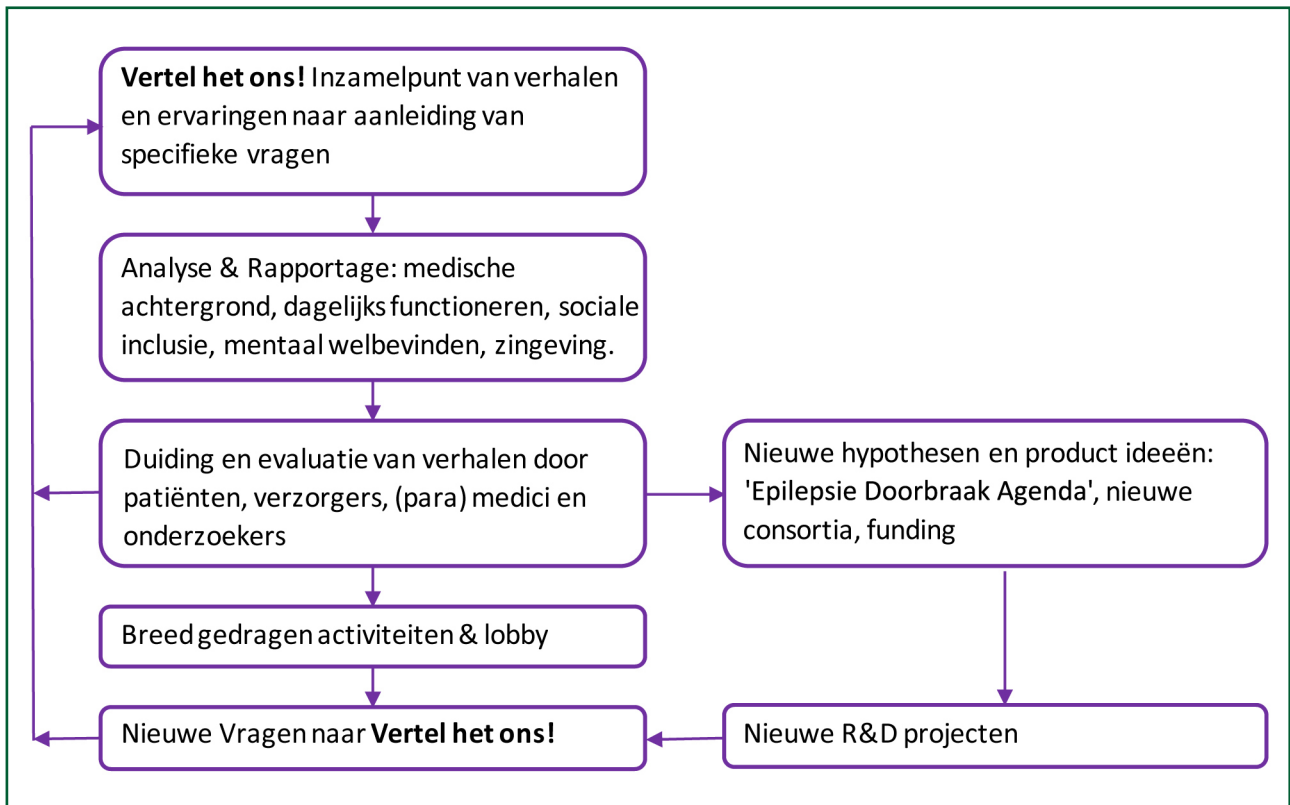 Vertel het ons! Inzamelpunt van verhalen
en ervaringen naar aanleiding van
specifieke vragen
Analyse & Rapportage: medische
achtergrond, dagelijks functioneren, sociale
inclusie, mentaal welbevinden, zingeving.
Duiding en evaluatie van verhalen door
patiënten, verzorgers, (para) medici en
onderzoekers
Nieuwe hypothesen en product ideeën:
'Epilepsie Doorbraak Agenda', nieuwe
consortia, funding
Breed gedragen activiteiten & lobby
Nieuwe Vragen naar Vertel het ons!
Nieuwe R&D projecten